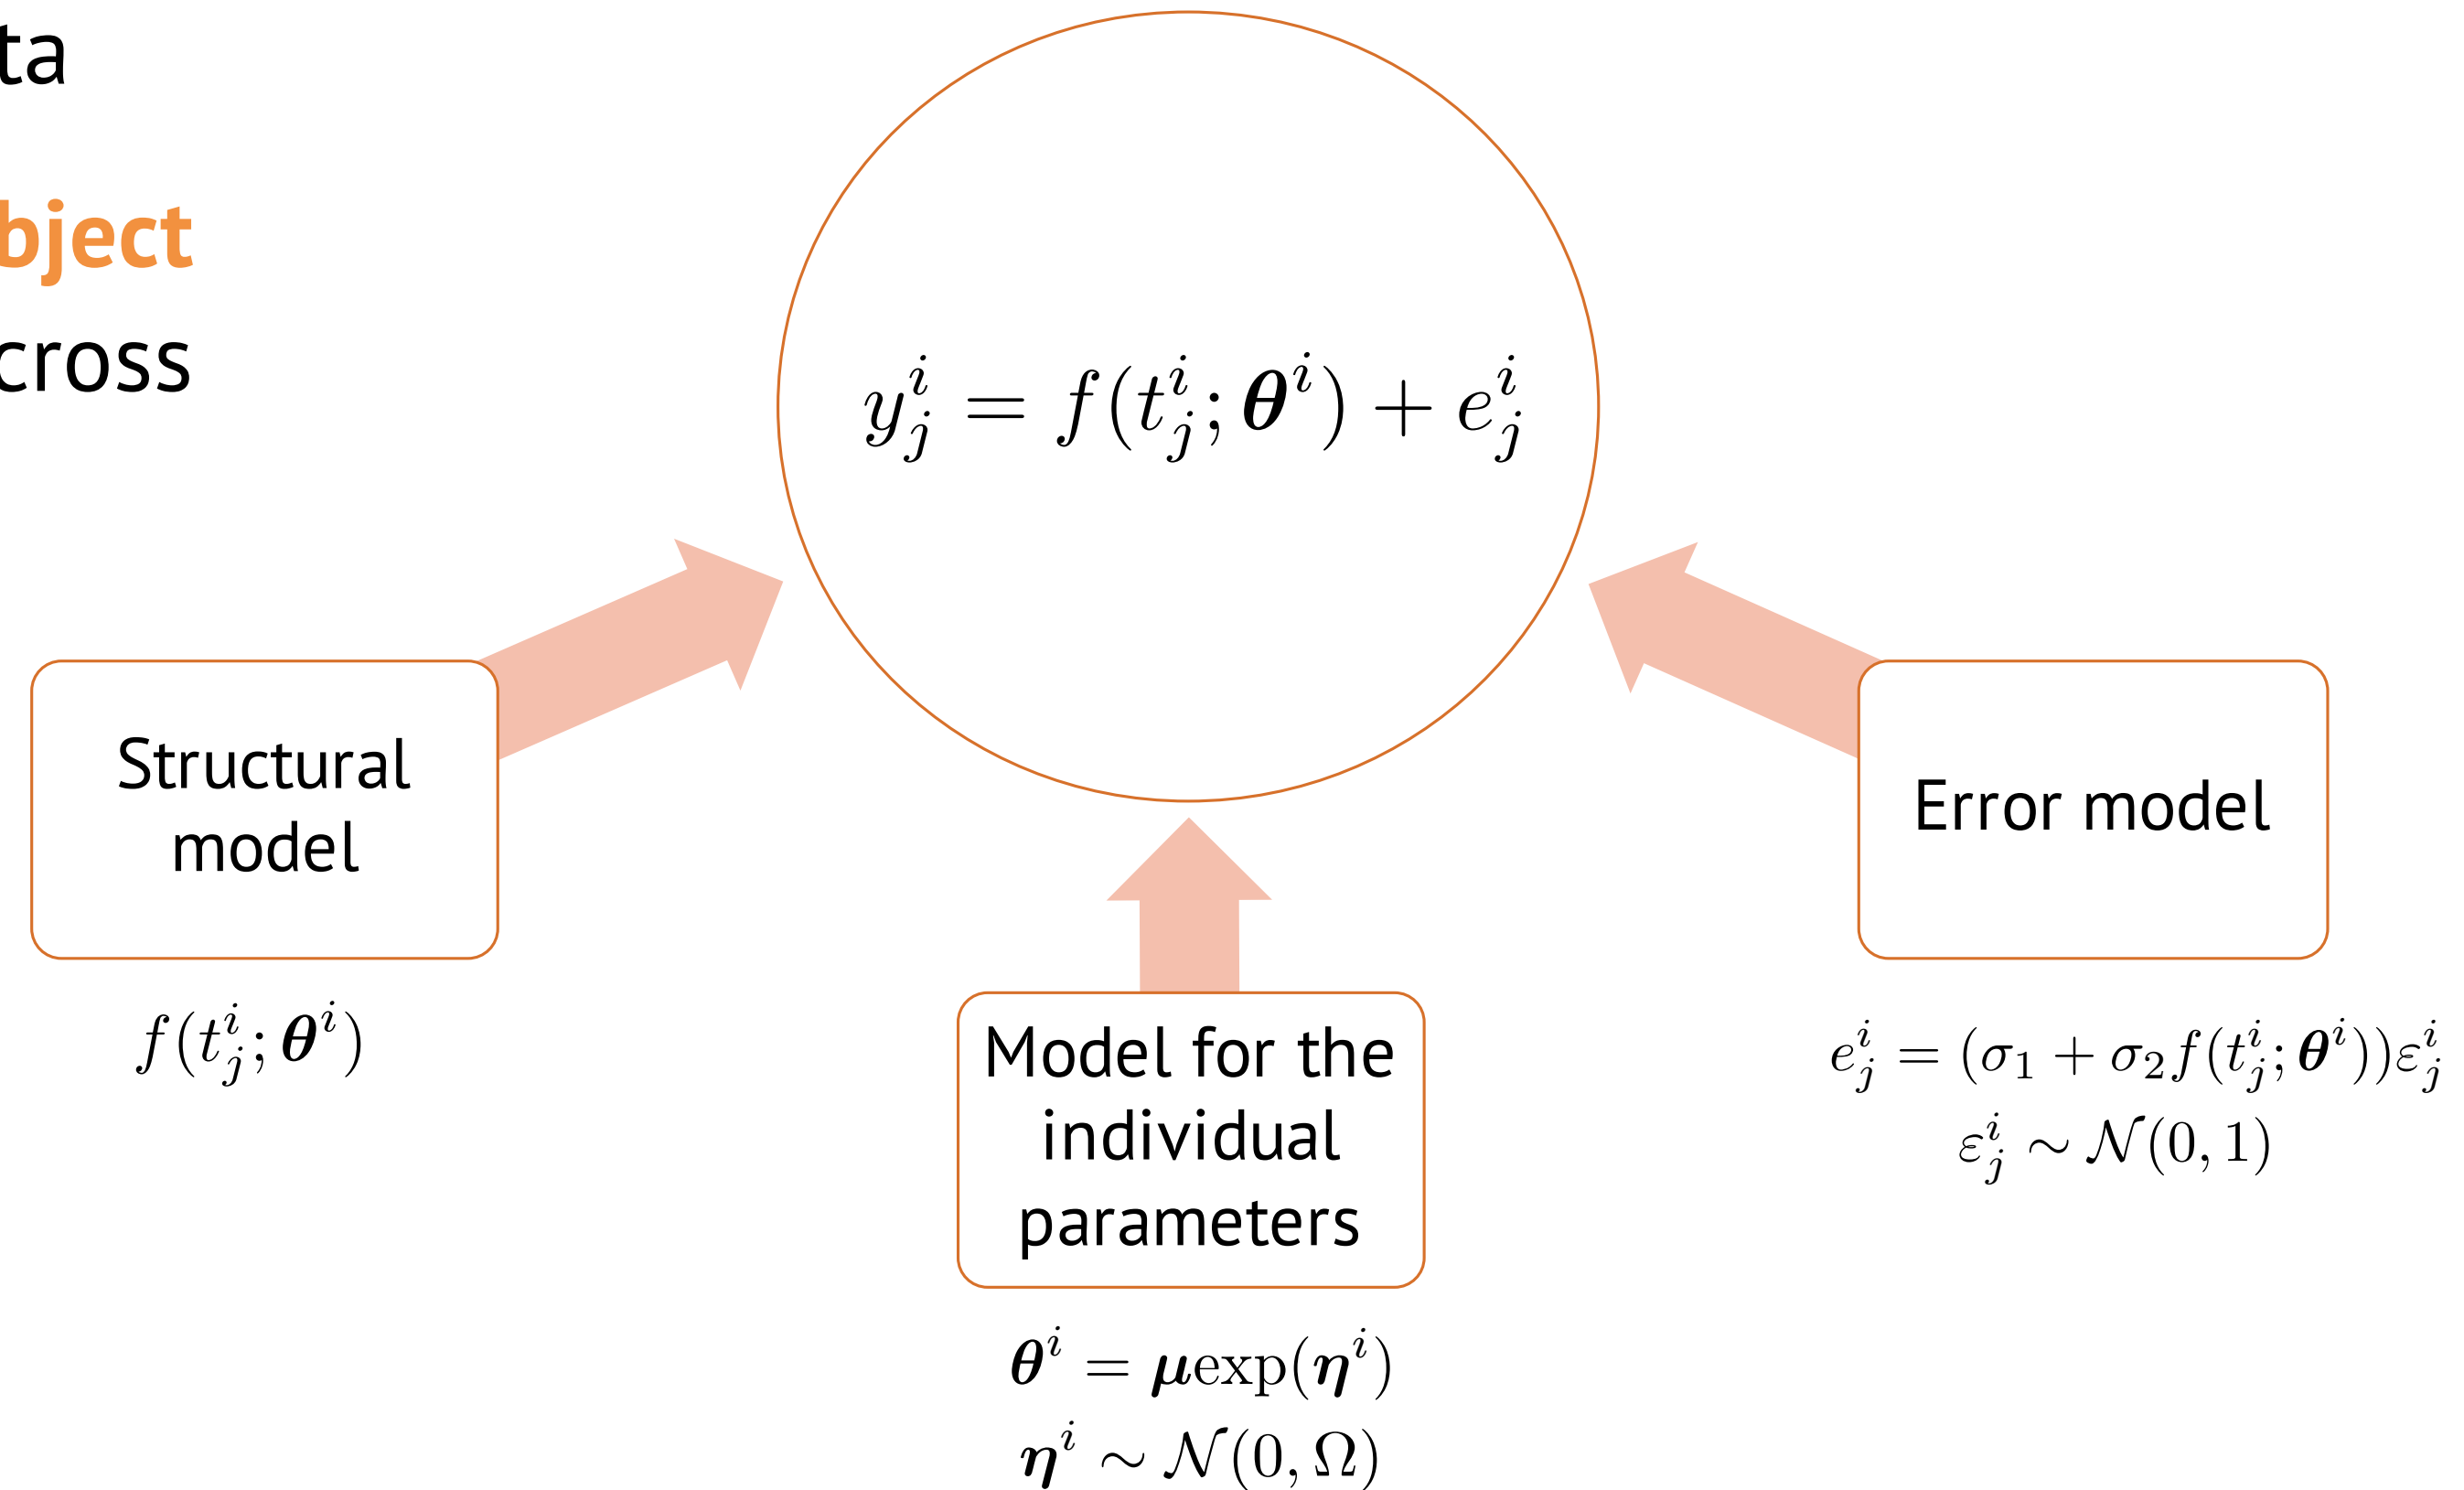 ta
bject
cross
y_j^i = f(t_j^i; θ^i) + e_j^i
Structural
model
f(t_j^i; θ^i)
Model for the
individual
parameters
θ^i = μexp(η^i)
η^i ∼ 𝒩(0, Ω)
Error model
e_j^i = (σ_1 + σ_2 f(t_j^i; θ^i))ε_j^i
ε_j^i ∼ 𝒩(0, 1)